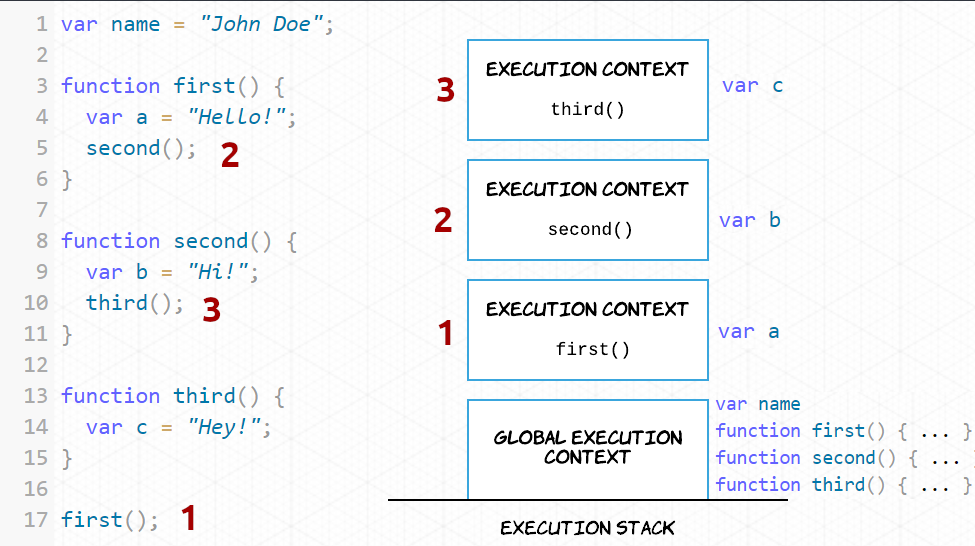 1 var name = "John Doe";
2
3 function first() {
4 var a = "Hello!";
5 second(); 2
6 }
7
8 function second() {
9 var b = "Hi!";
10 third(); 3
11 }
12
13 function third() {
14 var c = "Hey!";
15 }
16
17 first(); 1
3
EXECUTION CONTEXT
third()
var c
2
EXECUTION CONTEXT
second()
var b
1
EXECUTION CONTEXT
first()
var a
GLOBAL EXECUTION
CONTEXT
var name
function first() { ... }
function second() { ...
function third() { ... }
EXECUTION STACK